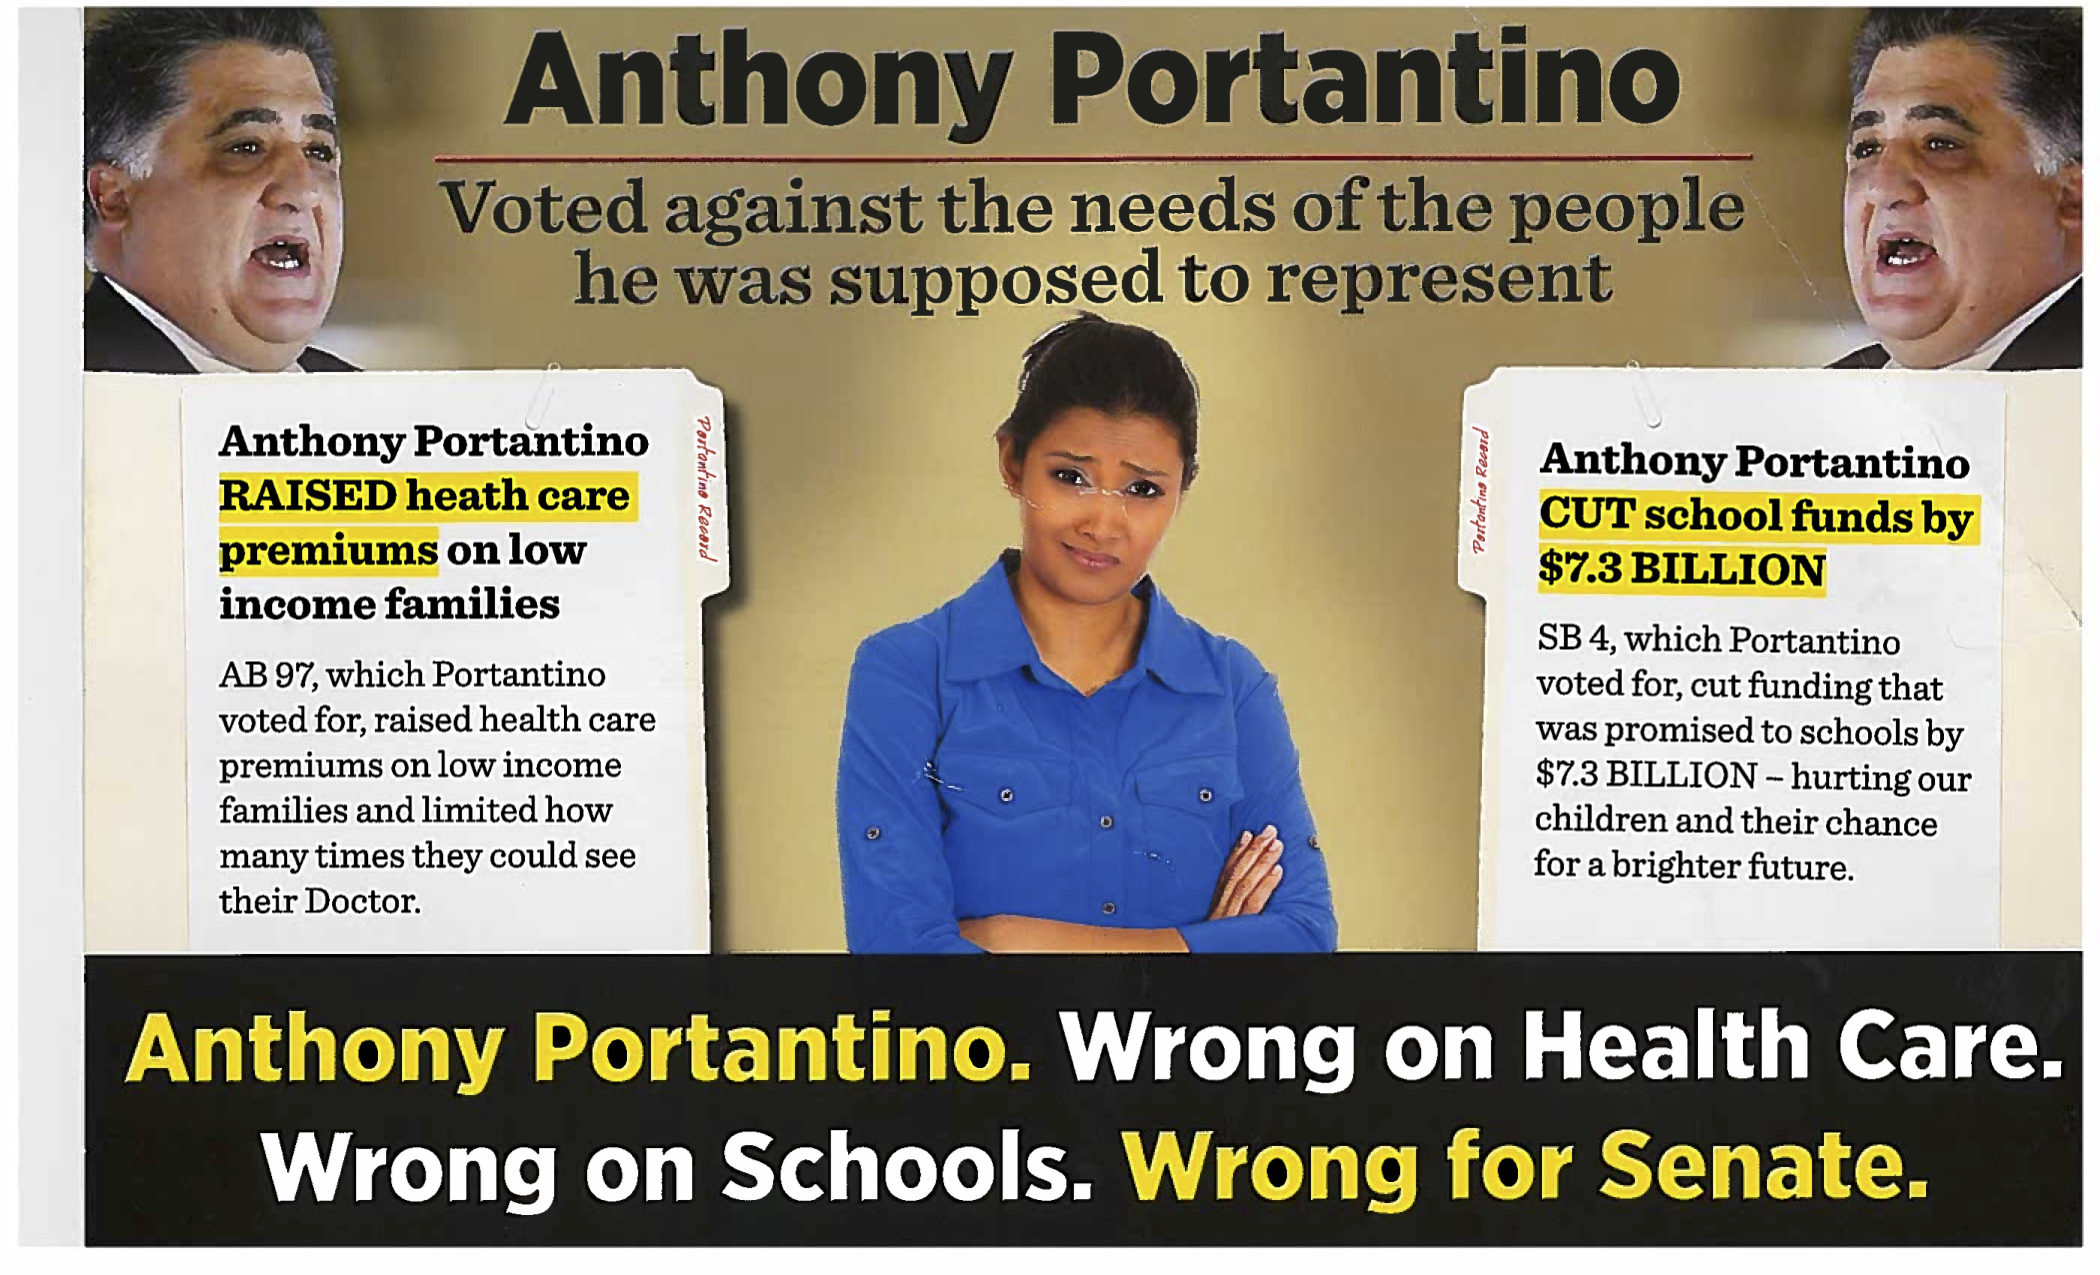 Anthony Portantino
Voted against the needs of the people
he was supposed to represent
Anthony Portantino
RAISED heath care
premiums on low
income families
AB 97, which Portantino
voted for, raised health care
premiums on low income
families and limited how
many times they could see
their Doctor.
Portantino Record
Portantino Record
Anthony Portantino
CUT school funds by
$7.3 BILLION
SB 4, which Portantino
voted for, cut funding that
was promised to schools by
$7.3 BILLION – hurting our
children and their chance
for a brighter future.
Anthony Portantino. Wrong on Health Care.
Wrong on Schools. Wrong for Senate.